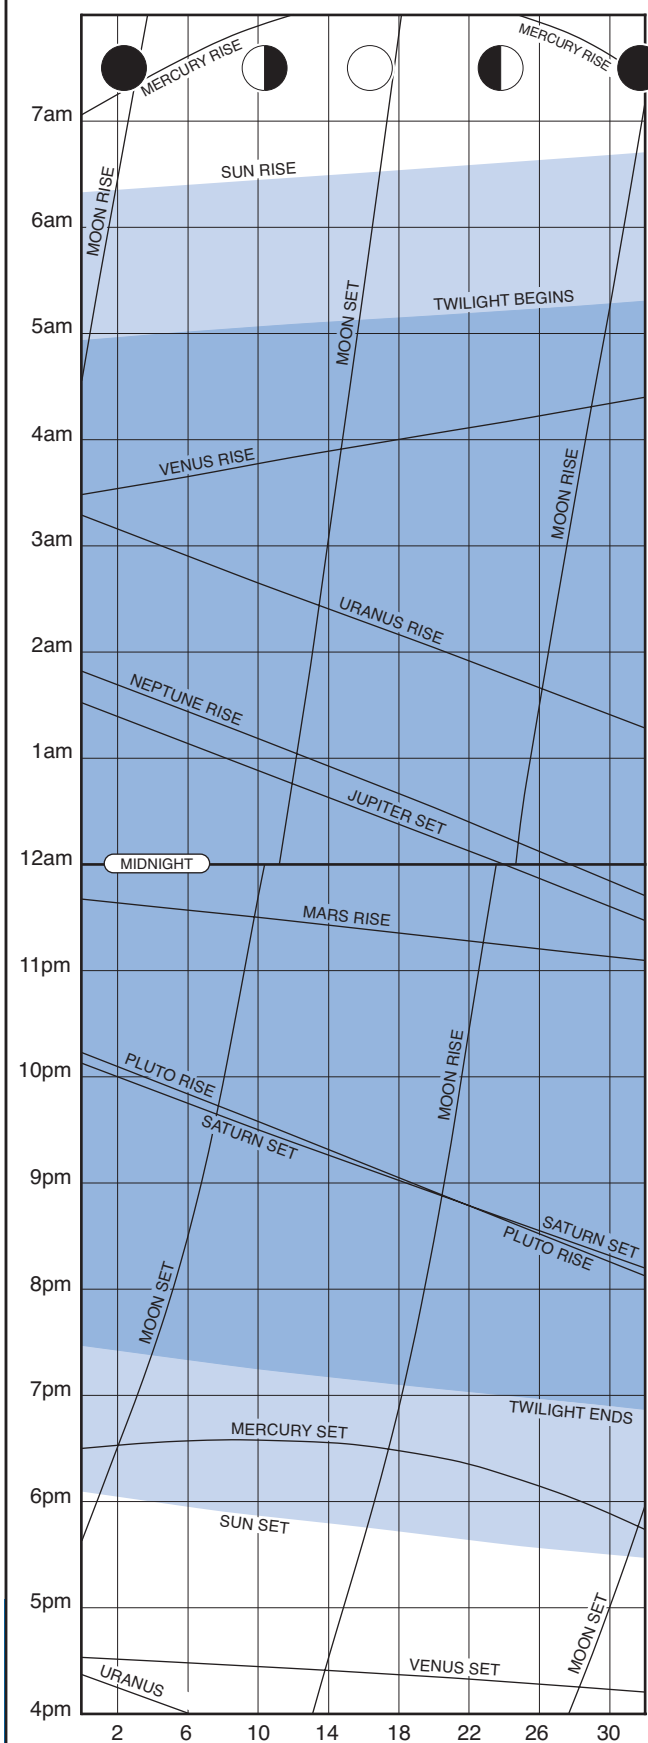 MERCURY RISE
MERCURY RISE
7am
SUN RISE
MOON RISE
6am
TWILIGHT BEGINS
MOON SET
5am
4am
VENUS RISE
MOON RISE
3am
URANUS RISE
2am
NEPTUNE RISE
1am
JUPITER SET
12am
MIDNIGHT
MARS RISE
11pm
MOON RISE
10pm
PLUTO RISE
SATURN SET
9pm
SATURN SET
PLUTO RISE
MOON SET
8pm
7pm
TWILIGHT ENDS
MERCURY SET
6pm
SUN SET
5pm
MOON SET
VENUS SET
URANUS
4pm
2 6 10 14 18 22 26 30